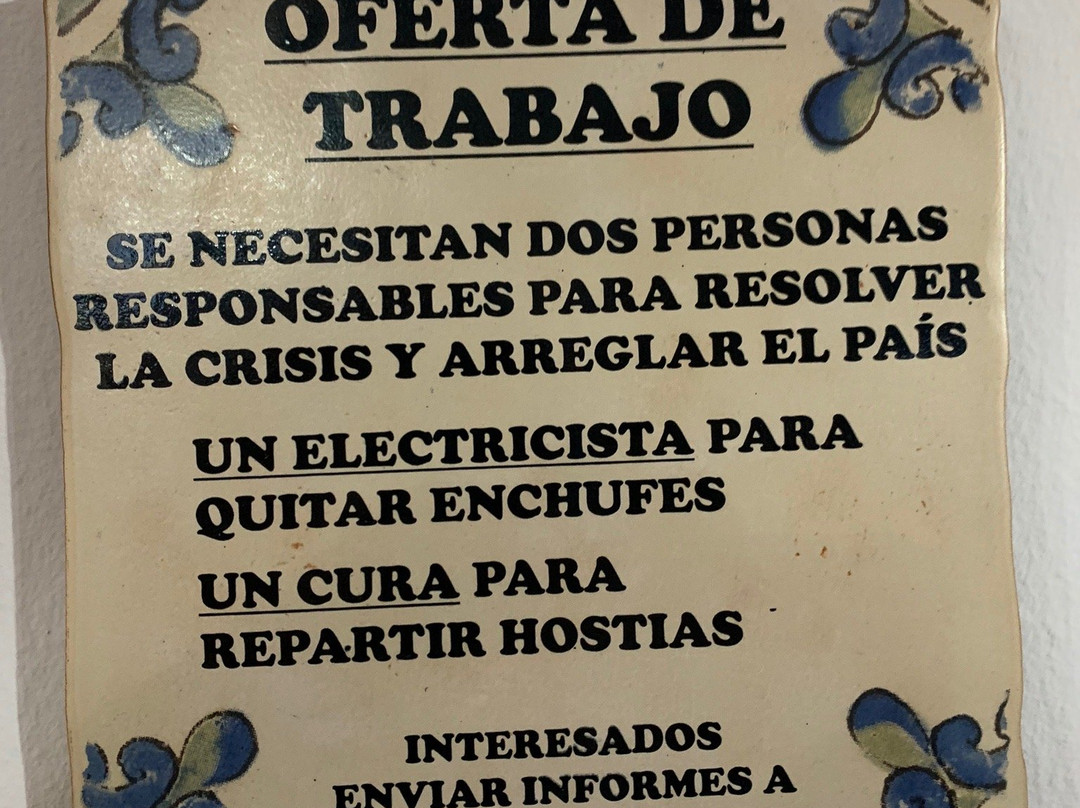 OFERTA DE
TRABAJO
SE NECESITAN DOS PERSONAS
RESPONSABLES PARA RESOLVER
LA CRISIS Y ARREGLAR EL PAÍS
UN ELECTRICISTA PARA
QUITAR ENCHUFES
UN CURA PARA
REPARTIR HOSTIAS
INTERESADOS
ENVIAR INFORMES A